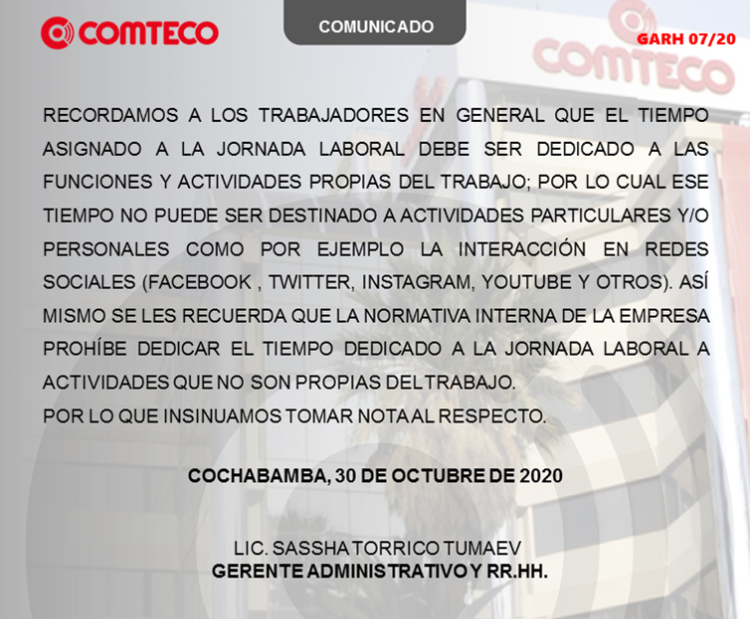 COMTECO
COMUNICADO
GARH 07/20
COMTECO
RECORDAMOS A LOS TRABAJADORES EN GENERAL QUE EL TIEMPO
ASIGNADO A LA JORNADA LABORAL DEBE SER DEDICADO A LAS
FUNCIONES Y ACTIVIDADES PROPIAS DEL TRABAJO; POR LO CUAL ESE
TIEMPO NO PUEDE SER DESTINADO A ACTIVIDADES PARTICULARES Y/O
PERSONALES COMO POR EJEMPLO LA INTERACCIÓN EN REDES
SOCIALES (FACEBOOK , TWITTER, INSTAGRAM, YOUTUBE Y OTROS). ASÍ
MISMO SE LES RECUERDA QUE LA NORMATIVA INTERNA DE LA EMPRESA
PROHÍBE DEDICAR EL TIEMPO DEDICADO A LA JORNADA LABORAL A
ACTIVIDADES QUE NO SON PROPIAS DEL TRABAJO.
POR LO QUE INSINUAMOS TOMAR NOTA AL RESPECTO.
COCHABAMBA, 30 DE OCTUBRE DE 2020
LIC. SASSHA TORRICO TUMAEV
GERENTE ADMINISTRATIVO Y RR.HH.